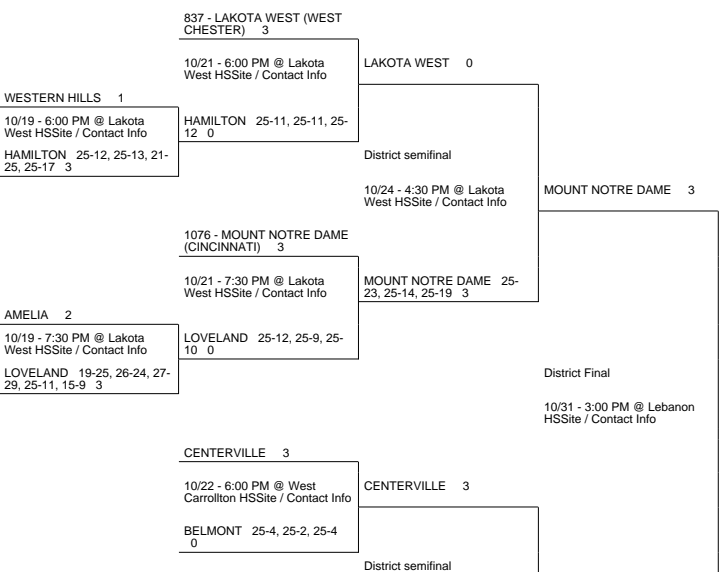 837 - LAKOTA WEST (WEST
CHESTER) 3
10/21 - 6:00 PM @ Lakota
West HSSite / Contact Info
LAKOTA WEST 0
WESTERN HILLS 1
10/19 - 6:00 PM @ Lakota
West HSSite / Contact Info
HAMILTON 25-11, 25-11, 25-
12 0
HAMILTON 25-12, 25-13, 21-
25, 25-17 3
District semifinal
10/24 - 4:30 PM @ Lakota
West HSSite / Contact Info
MOUNT NOTRE DAME 3
1076 - MOUNT NOTRE DAME
(CINCINNATI) 3
10/21 - 7:30 PM @ Lakota
West HSSite / Contact Info
MOUNT NOTRE DAME 25-
23, 25-14, 25-19 3
AMELIA 2
10/19 - 7:30 PM @ Lakota
West HSSite / Contact Info
LOVELAND 25-12, 25-9, 25-
10 0
LOVELAND 19-25, 26-24, 27-
29, 25-11, 15-9 3
District Final
10/31 - 3:00 PM @ Lebanon
HSSite / Contact Info
CENTERVILLE 3
10/22 - 6:00 PM @ West
Carrollton HSSite / Contact Info
CENTERVILLE 3
BELMONT 25-4, 25-2, 25-4
0
District semifinal